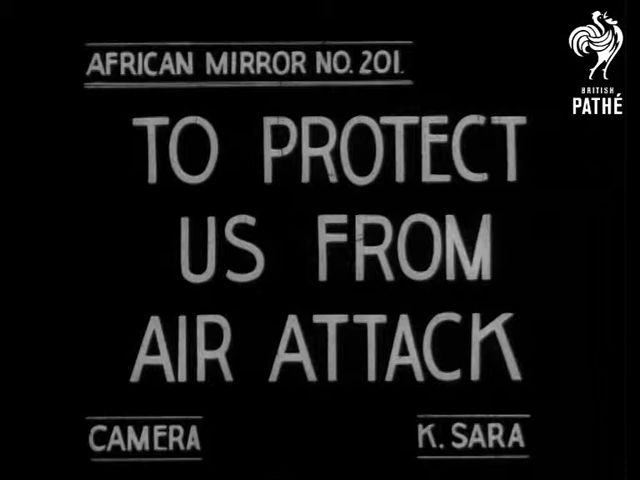 AFRICAN MIRROR NO. 201.
BRITISH
PATHÉ
TO PROTECT
US FROM
AIR ATTACK
CAMERA K. SARA